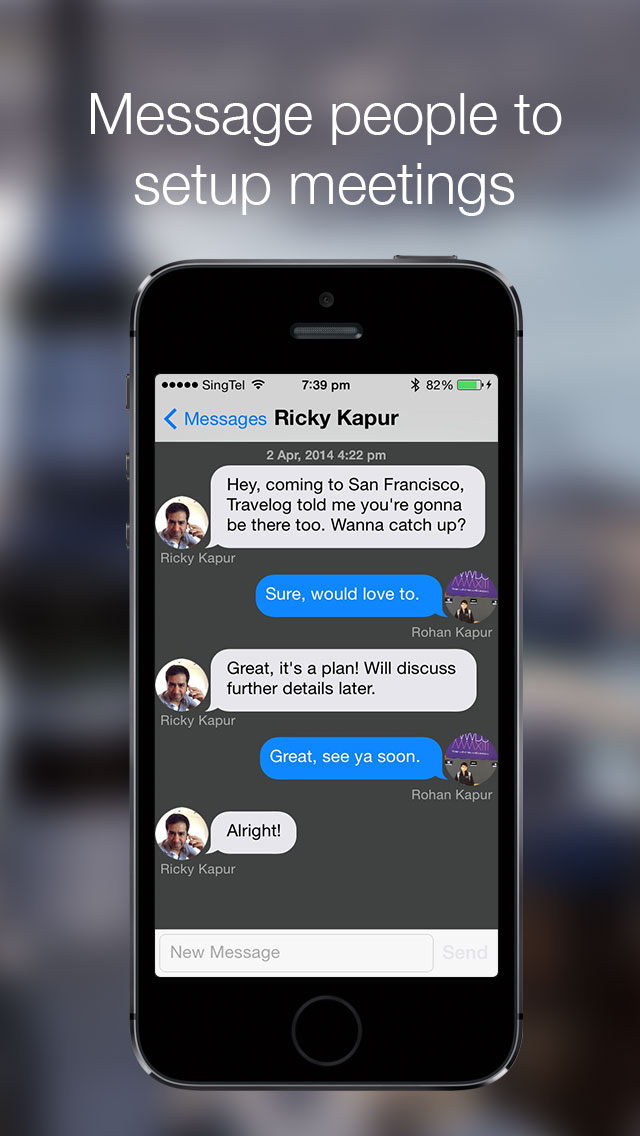 Message people to
setup meetings
SingTel 7:39 pm 82%
Messages Ricky Kapur
2 Apr, 2014 4:22 pm
Hey, coming to San Francisco,
Travelog told me you're gonna
be there too. Wanna catch up?
Ricky Kapur
Sure, would love to.
Rohan Kapur
Great, it's a plan! Will discuss
further details later.
Ricky Kapur
Great, see ya soon.
Rohan Kapur
Alright!
Ricky Kapur
New Message Send